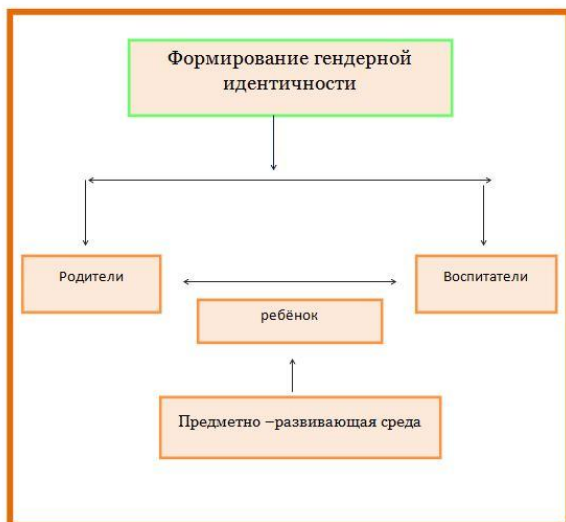 Формирование гендерной
идентичности
Родители
Воспитатели
ребёнок
Предметно –развивающая среда